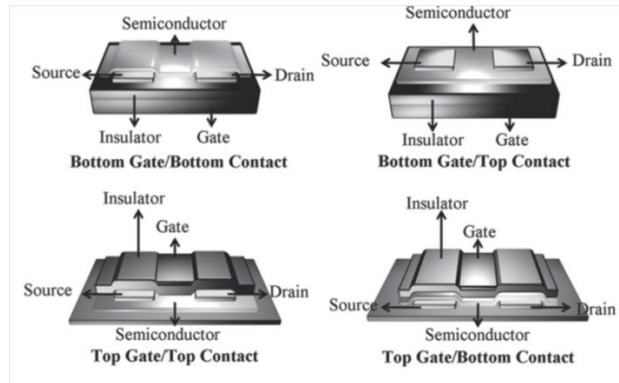 Semiconductor
Source
Drain
Insulator
Gate
Bottom Gate/Bottom Contact
Semiconductor
Source
Drain
Insulator
Gate
Bottom Gate/Top Contact
Insulator
Gate
Source
Drain
Semiconductor
Top Gate/Top Contact
Insulator
Gate
Source
Drain
Semiconductor
Top Gate/Bottom Contact